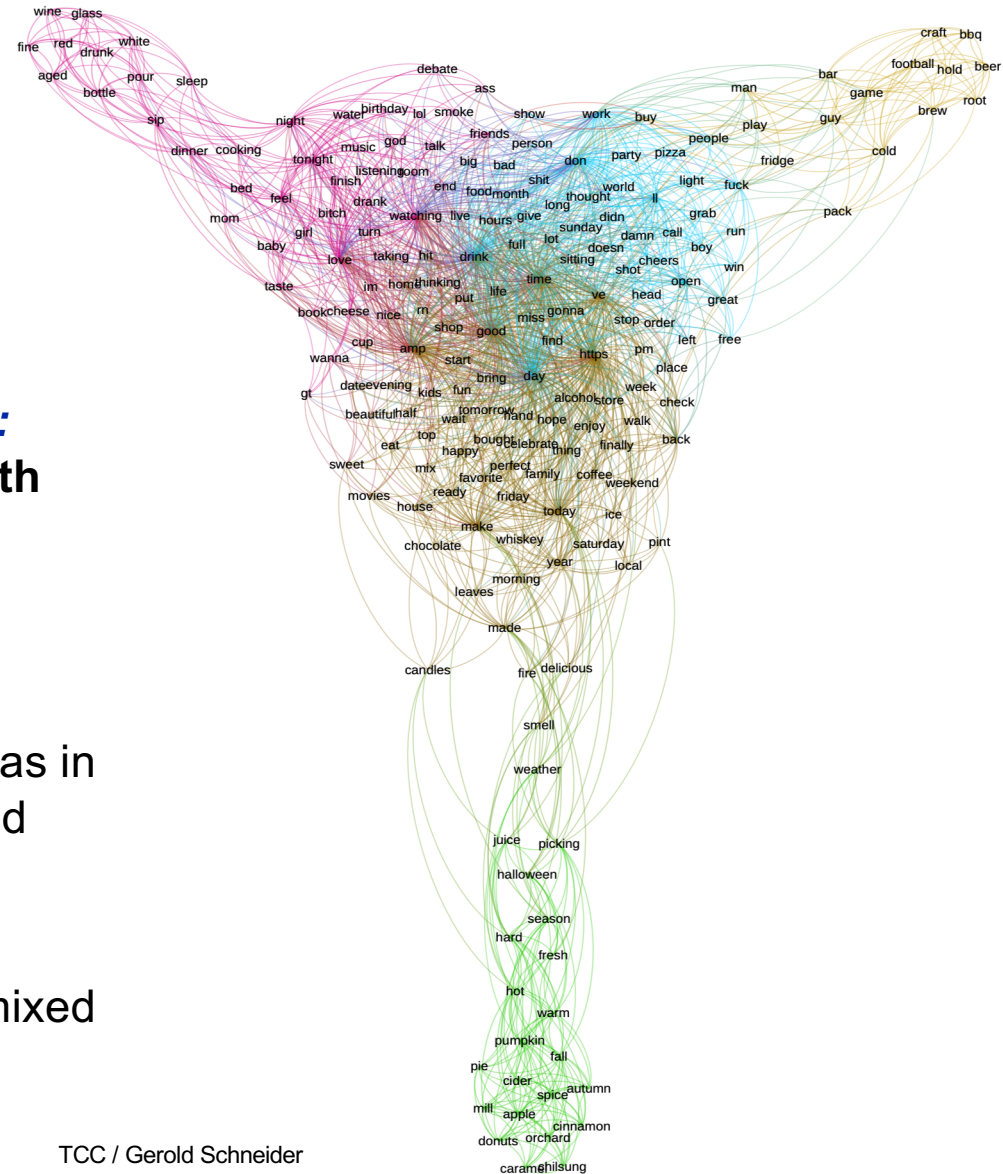 wine glass
fine red drunk white
aged pour sleep
bottle
sip
craft bbq
football hold beer
bar game root
man guy brew
cold
debate
ass
night water birthday lol smoke show work buy
friends
tonight music god talk person play people
dinner cooking listening room big bad don party pizza fridge
finish shit
bed feel drank end food month thought world light fuck
mom bitch watching live hours give long ll grab pack
girl turn sunday didn call run
baby love taking hit drink full lot doesn damn boy
sitting shot cheers win
taste im home thinking time open
put life ve head great
book cheese nice rn miss gonna stop order
cup shop good find left free
amp https pm
wanna start day place
gt date evening kids fun bring week
alcohol store check
beautiful half wait tomorrow hand hope enjoy walk
eat top bought celebrate thing finally back
happy
sweet mix perfect family coffee
favorite weekend
movies ready friday
house today ice
make
chocolate whiskey saturday pint
year local
morning
leaves
made
candles fire delicious
smell
weather
juice picking
halloween
season
hard
fresh
hot
warm
pumpkin
fall
pie
cider autumn
spice
mill apple
cinnamon
donuts orchard
caramel chilsung
:
th
as in
d
nixed
TCC / Gerold Schneider